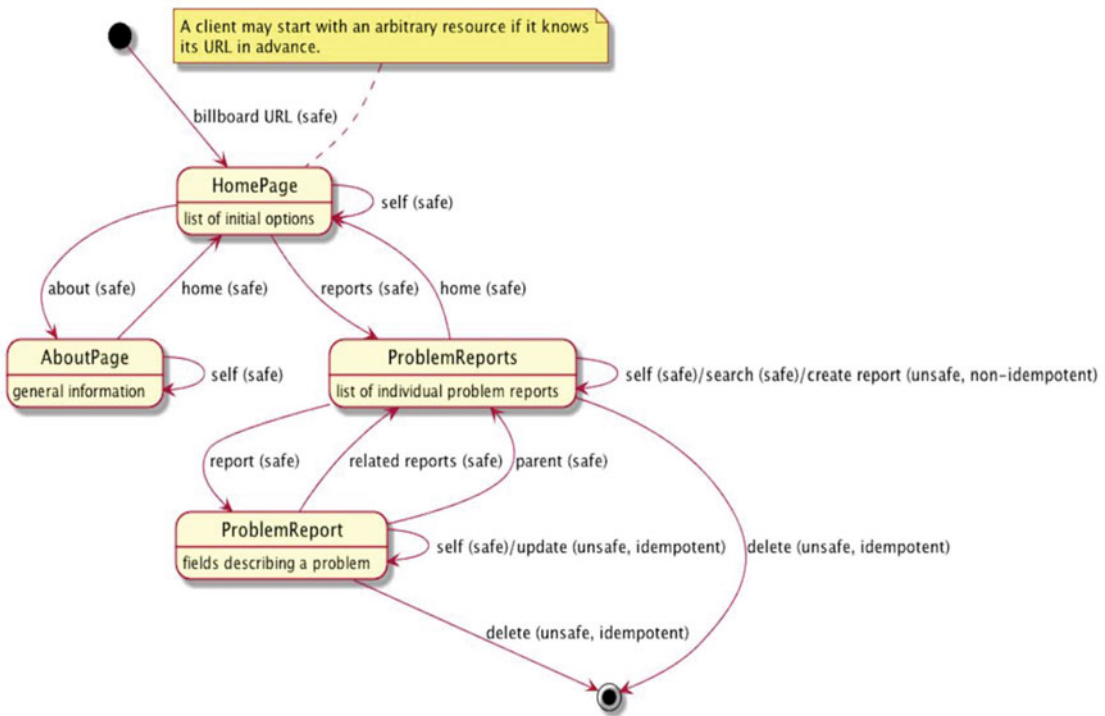 A client may start with an arbitrary resource if it knows
its URL in advance.
billboard URL (safe)
HomePage
list of initial options
self (safe)
about (safe)
home (safe)
reports (safe)
home (safe)
AboutPage
general information
self (safe)
ProblemReports
list of individual problem reports
self (safe)/search (safe)/create report (unsafe, non-idempotent)
report (safe)
related reports (safe)
parent (safe)
ProblemReport
fields describing a problem
self (safe)/update (unsafe, idempotent)
delete (unsafe, idempotent)
delete (unsafe, idempotent)